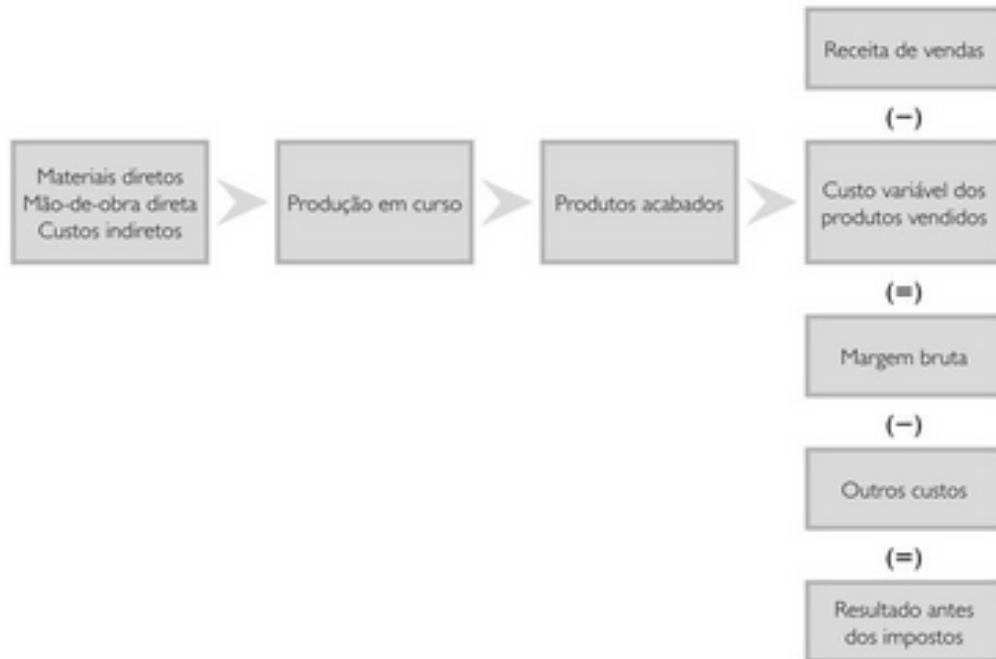 Receita de vendas
(−)
Materiais diretos
Mão-de-obra direta
Custos indiretos
Produção em curso
Produtos acabados
Custo variável dos
produtos vendidos
(=)
Margem bruta
(−)
Outros custos
(=)
Resultado antes
dos impostos